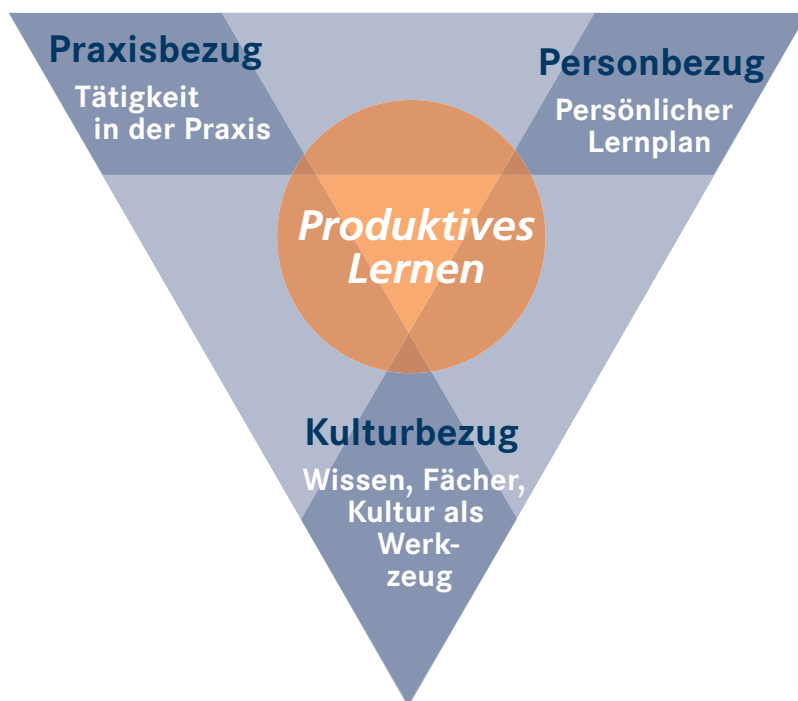 Praxisbezug
Tätigkeit
in der Praxis
Personbezug
Persönlicher
Lernplan
Produktives
Lernen
Kulturbezug
Wissen, Fächer,
Kultur als
Werk-
zeug